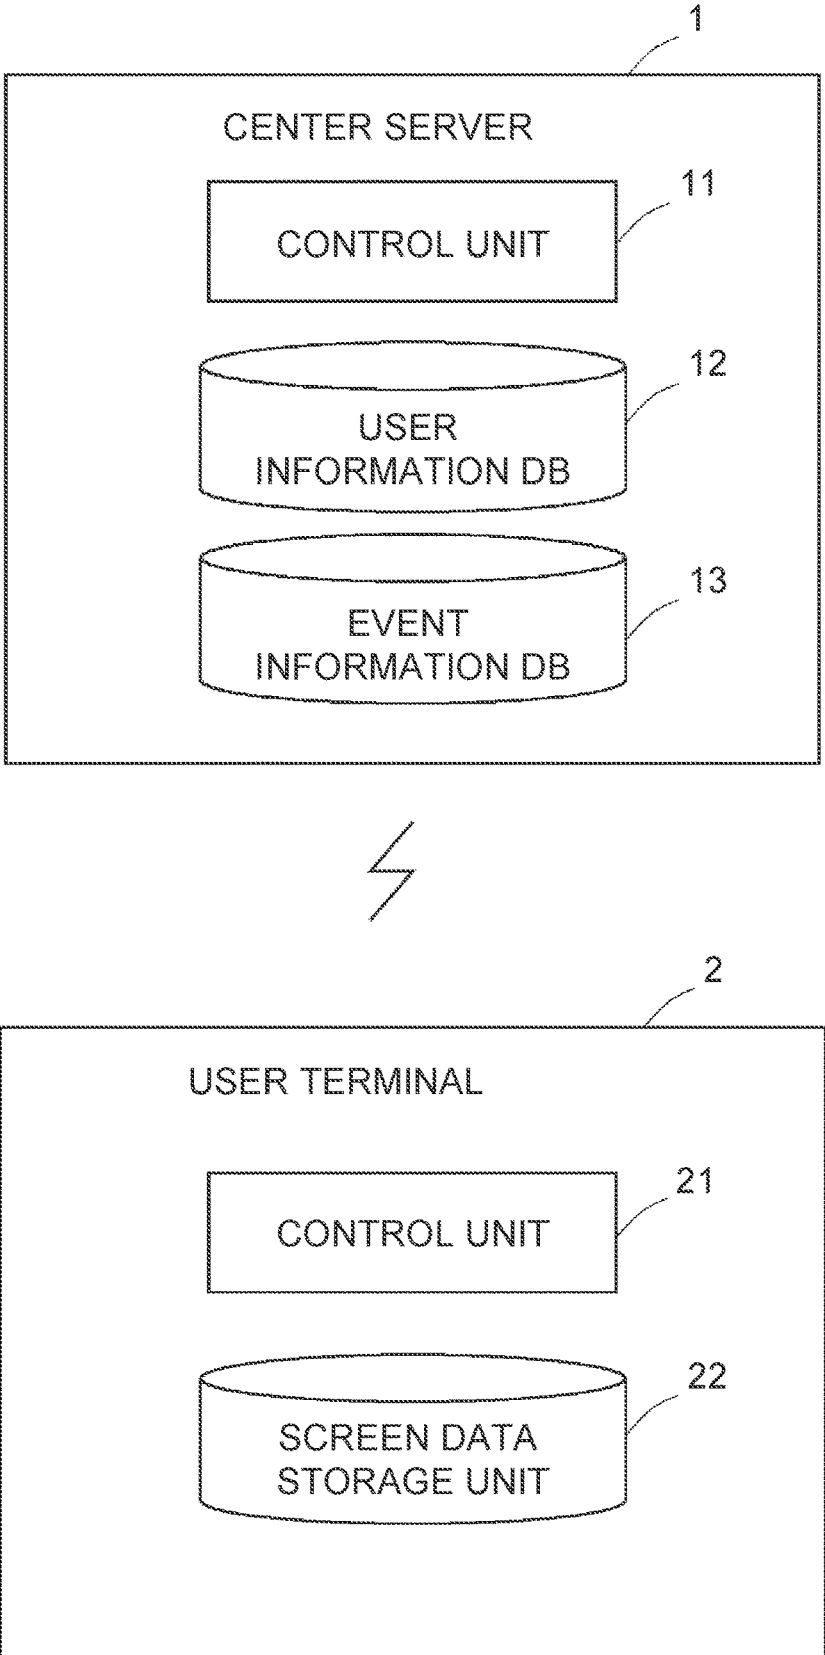 1
CENTER SERVER
11
CONTROL UNIT
12
USER
INFORMATION DB
13
EVENT
INFORMATION DB
2
USER TERMINAL
21
CONTROL UNIT
22
SCREEN DATA
STORAGE UNIT